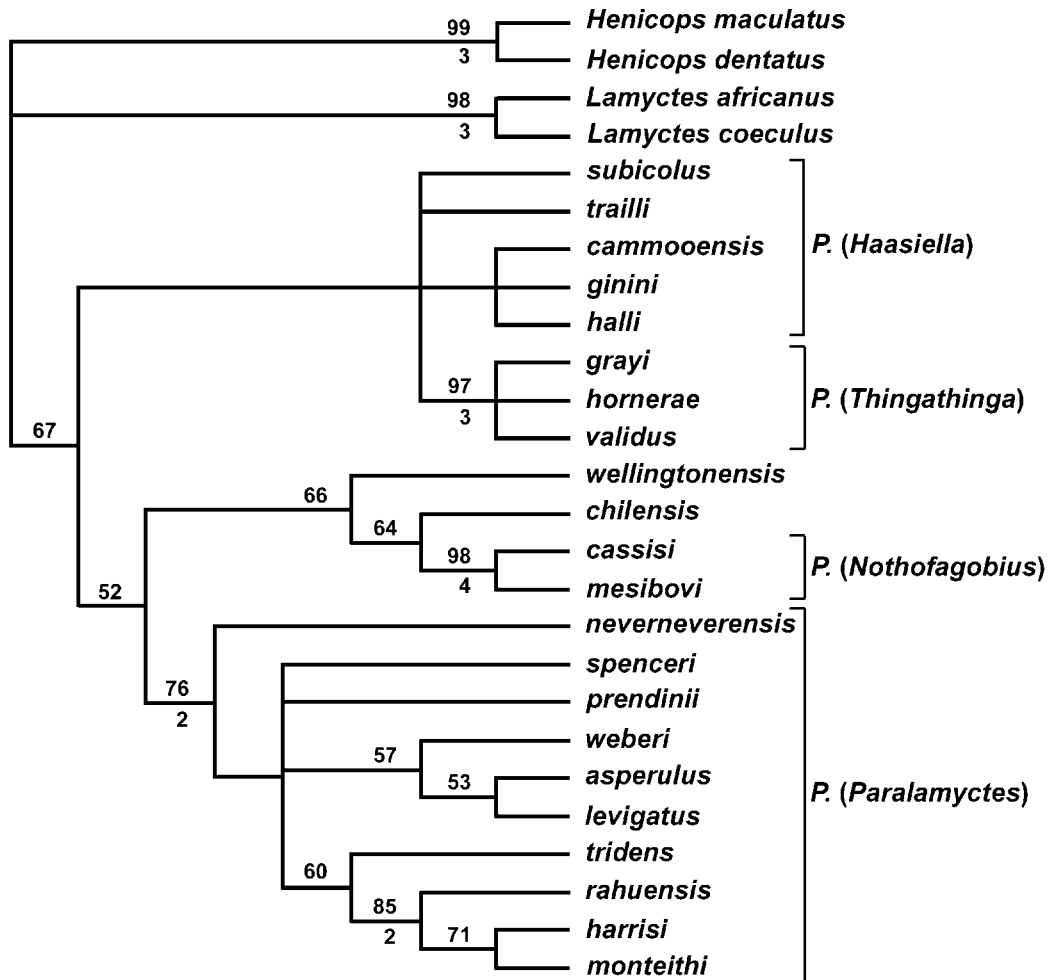 99
3
Henicops maculatus
Henicops dentatus
98
3
Lamyctes africanus
Lamyctes coeculus
subicolus
trailli
cammooensis
ginini
halli
P. (Haasiella)
97
3
grayi
hornerae
validus
P. (Thingathinga)
67
66
wellingtonensis
64
chilensis
98
4
cassisi
mesibovi
P. (Nothofagobius)
52
76
2
neverneverensis
spenceri
prendinii
57
weberi
53
asperulus
levigatus
P. (Paralamyctes)
60
tridens
85
2
rahuensis
71
harrisi
monteithi